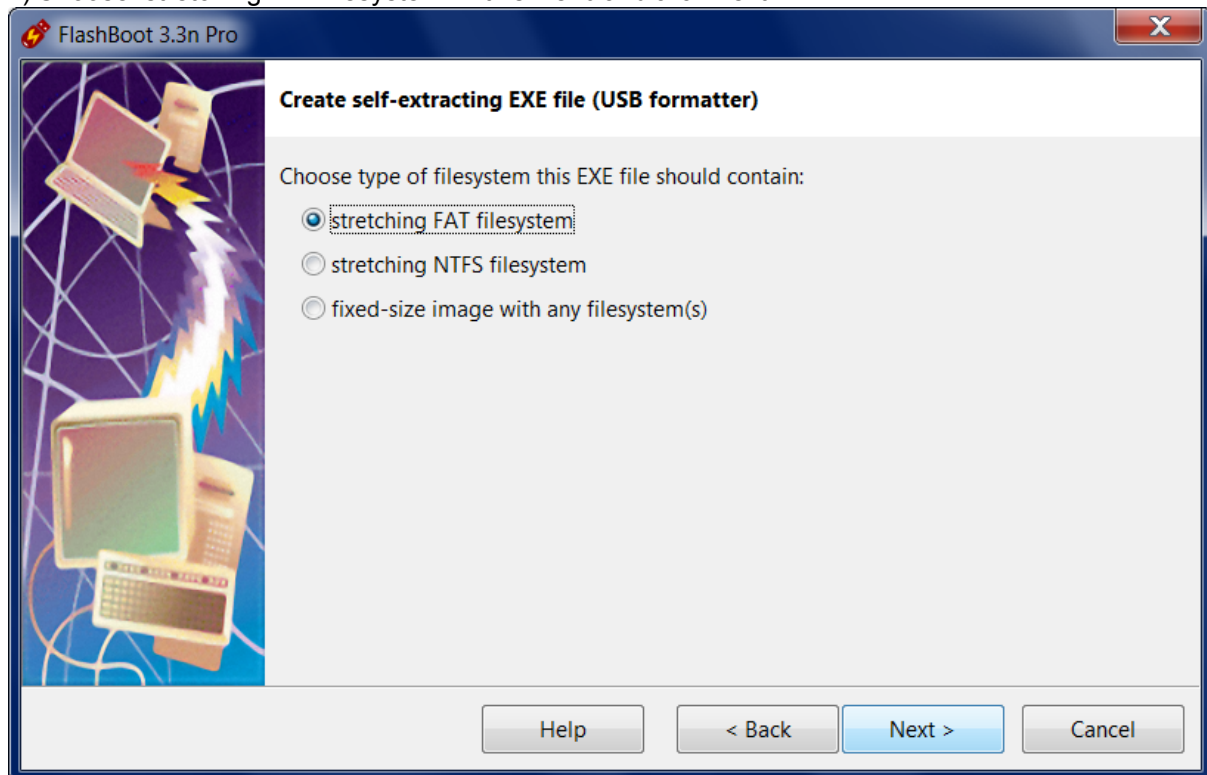 FlashBoot 3.3n Pro
Create self-extracting EXE file (USB formatter)
Choose type of filesystem this EXE file should contain:
stretching FAT filesystem
stretching NTFS filesystem
fixed-size image with any filesystem(s)
Help
< Back
Next >
Cancel